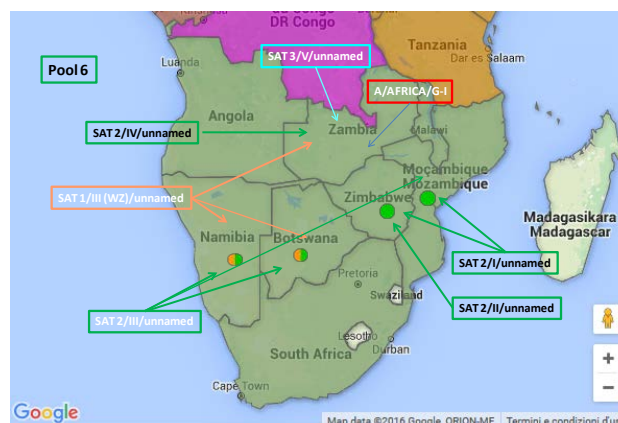 Kinshasa
DR Congo
DR Congo
Tanzania
Dar es Salaam
Pool 6
SAT 3/V/unnamed
Luanda
A/AFRICA/G-I
Angola
SAT 2/IV/unnamed
Zambia
Malawi
Moçambique
Mozambique
SAT 1/III (WZ)/unnamed
Zimbabwe
Madagasikara
Madagascar
Namibia
Botswana
SAT 2/I/unnamed
Pretoria
Swaziland
SAT 2/II/unnamed
SAT 2/III/unnamed
Lesotho
South Africa
Durban
Cape Town
+
−
Google
Map data ©2016 Google, ORION-ME
Termini e condizioni d'u